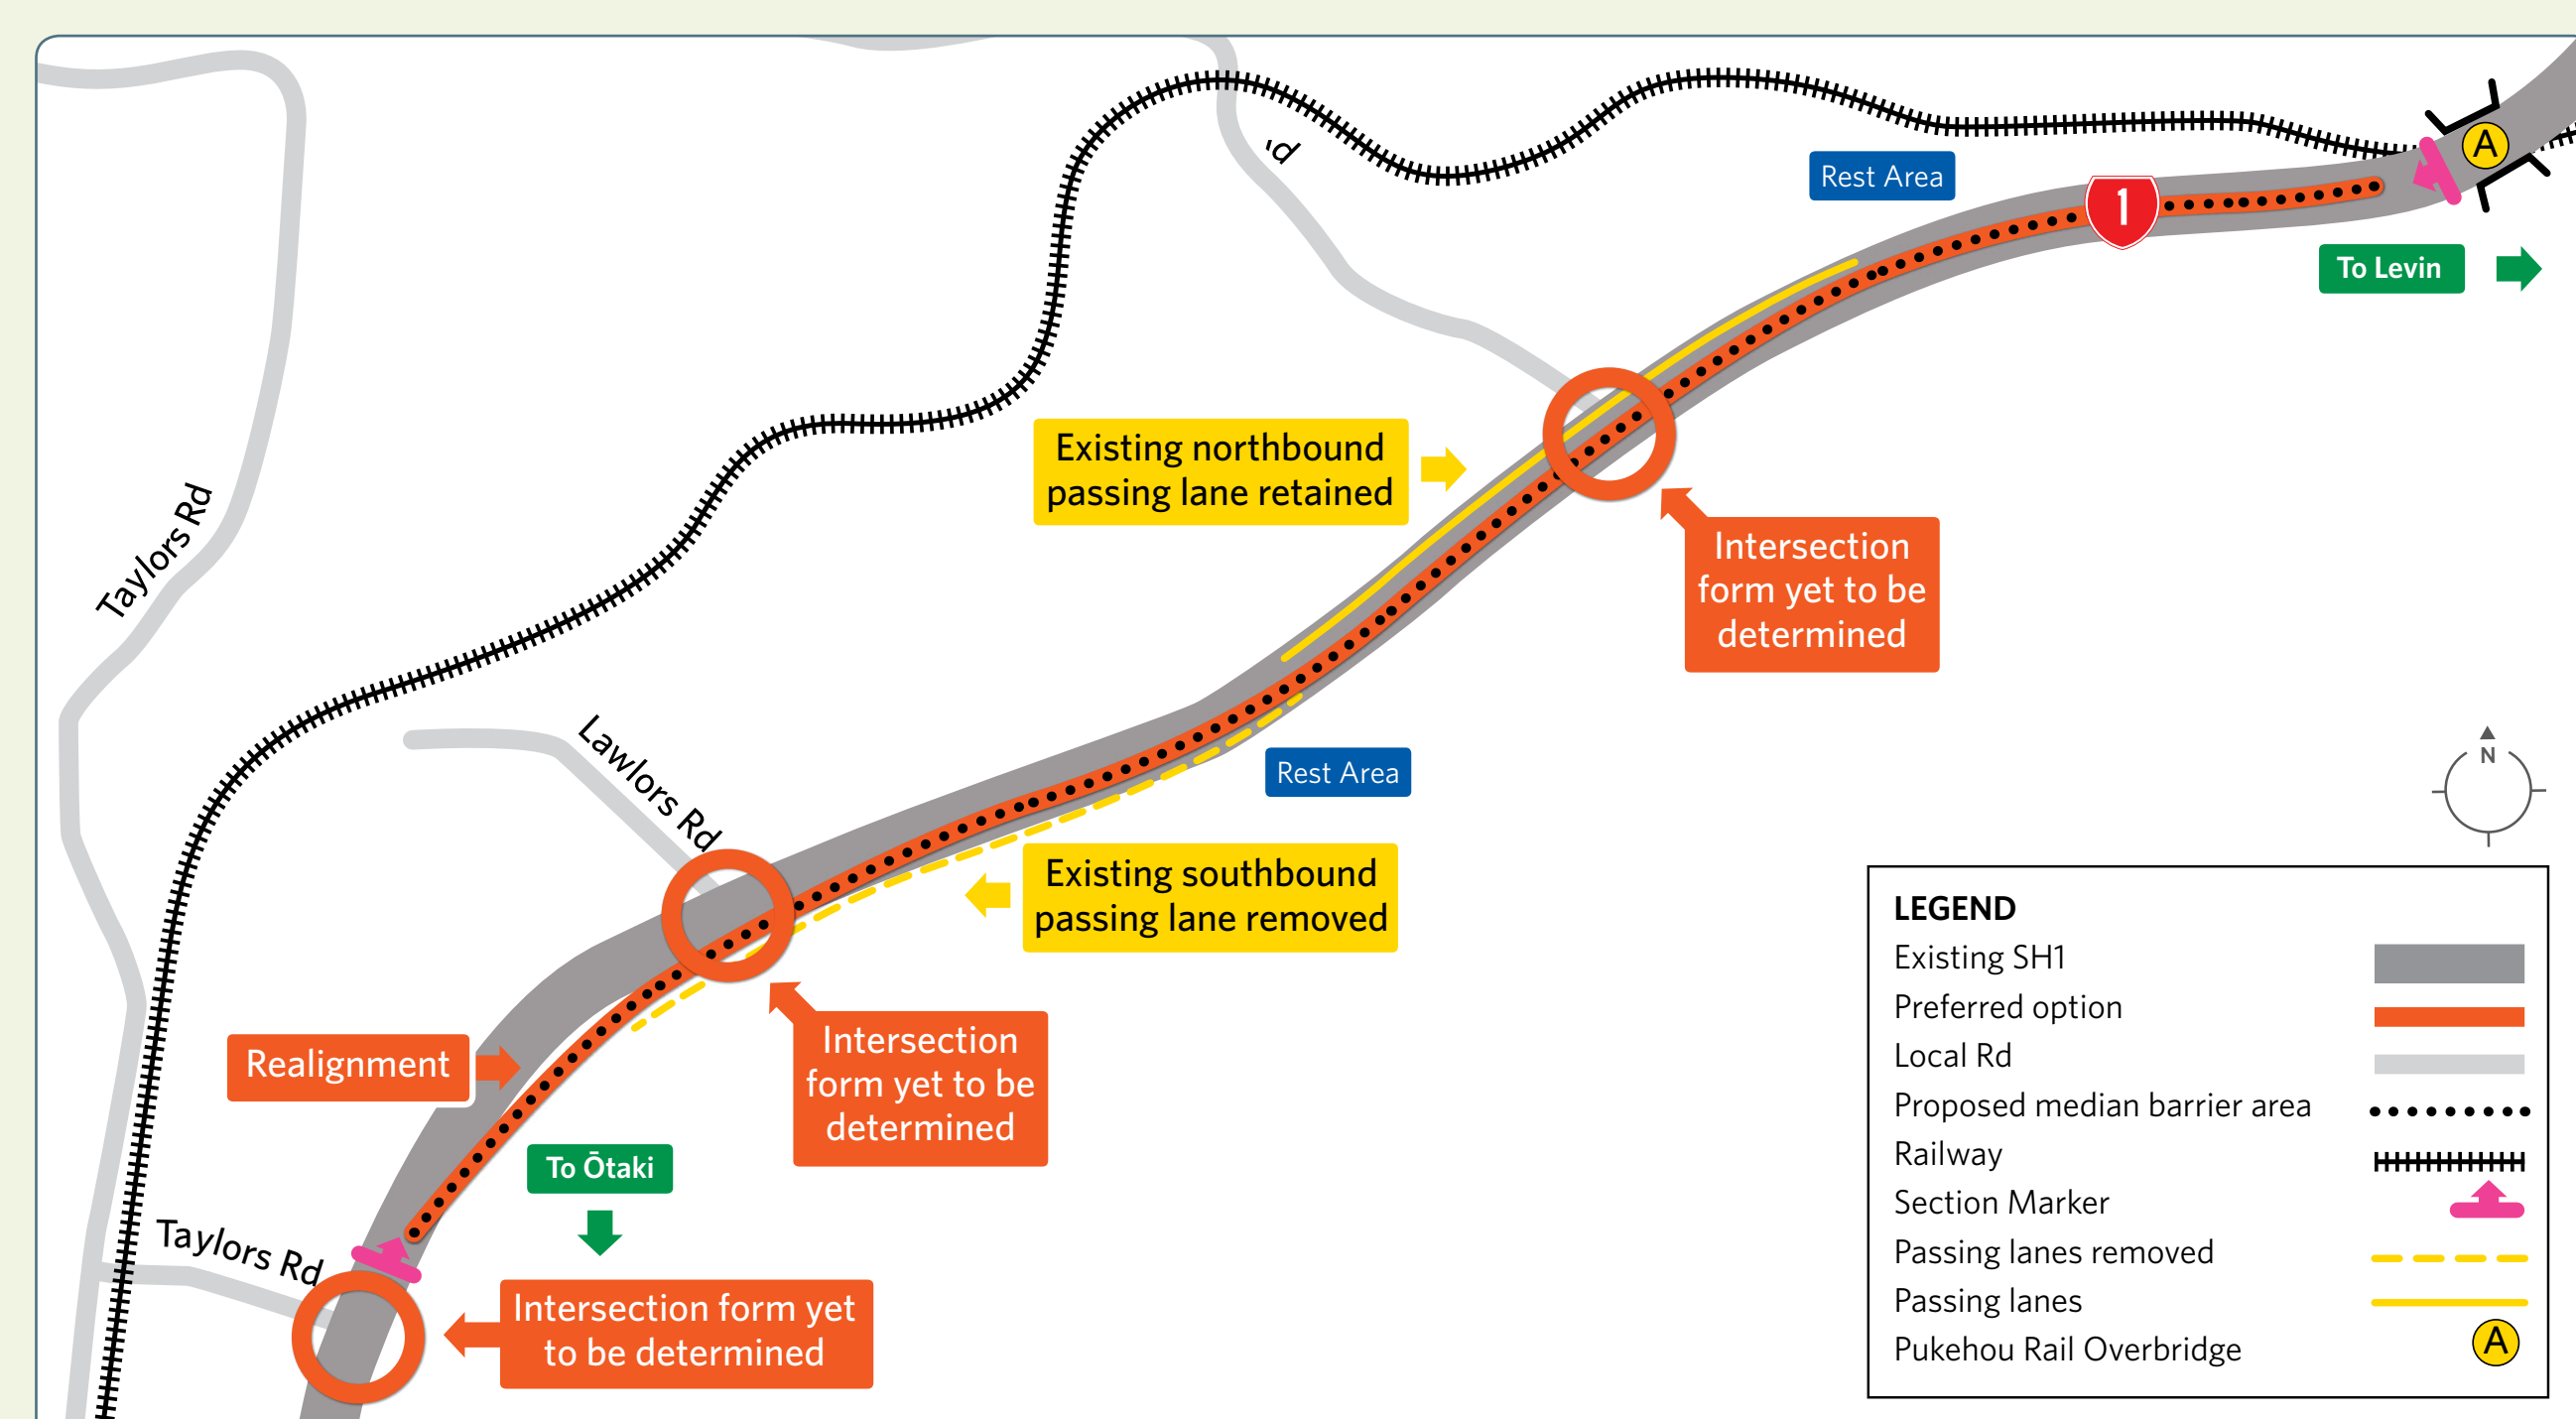 Rest Area
A
1
To Levin
Existing northbound
passing lane retained
Intersection
form yet to be
determined
Taylors Rd
Lawlors Rd
Rest Area
N
Existing southbound
passing lane removed
Realignment
Intersection
form yet to be
determined
To Ōtaki
Taylors Rd
Intersection form yet
to be determined
LEGEND
Existing SH1
Preferred option
Local Rd
Proposed median barrier area
Railway
Section Marker
Passing lanes removed
Passing lanes
Pukehou Rail Overbridge
A